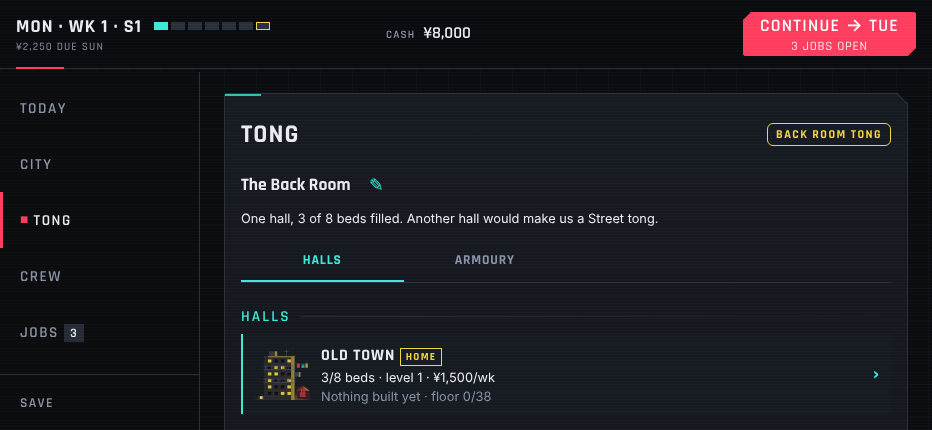 MON · WK 1 · S1
¥2,250 DUE SUN
CASH ¥8,000
CONTINUE → TUE
3 JOBS OPEN
TODAY
CITY
TONG
CREW
JOBS 3
SAVE
TONG
BACK ROOM TONG
The Back Room ✎
One hall, 3 of 8 beds filled. Another hall would make us a Street tong.
HALLS
ARMOURY
HALLS
OLD TOWN HOME
3/8 beds · level 1 · ¥1,500/wk
Nothing built yet · floor 0/38